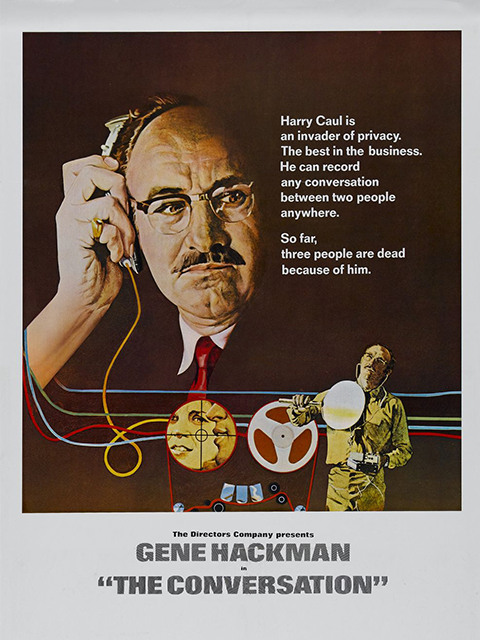 Harry Caul is
an invader of privacy.
The best in the business.
He can record
any conversation
between two people
anywhere.
So far,
three people are dead
because of him.
The Directors Company presents
GENE HACKMAN
in
“THE CONVERSATION”